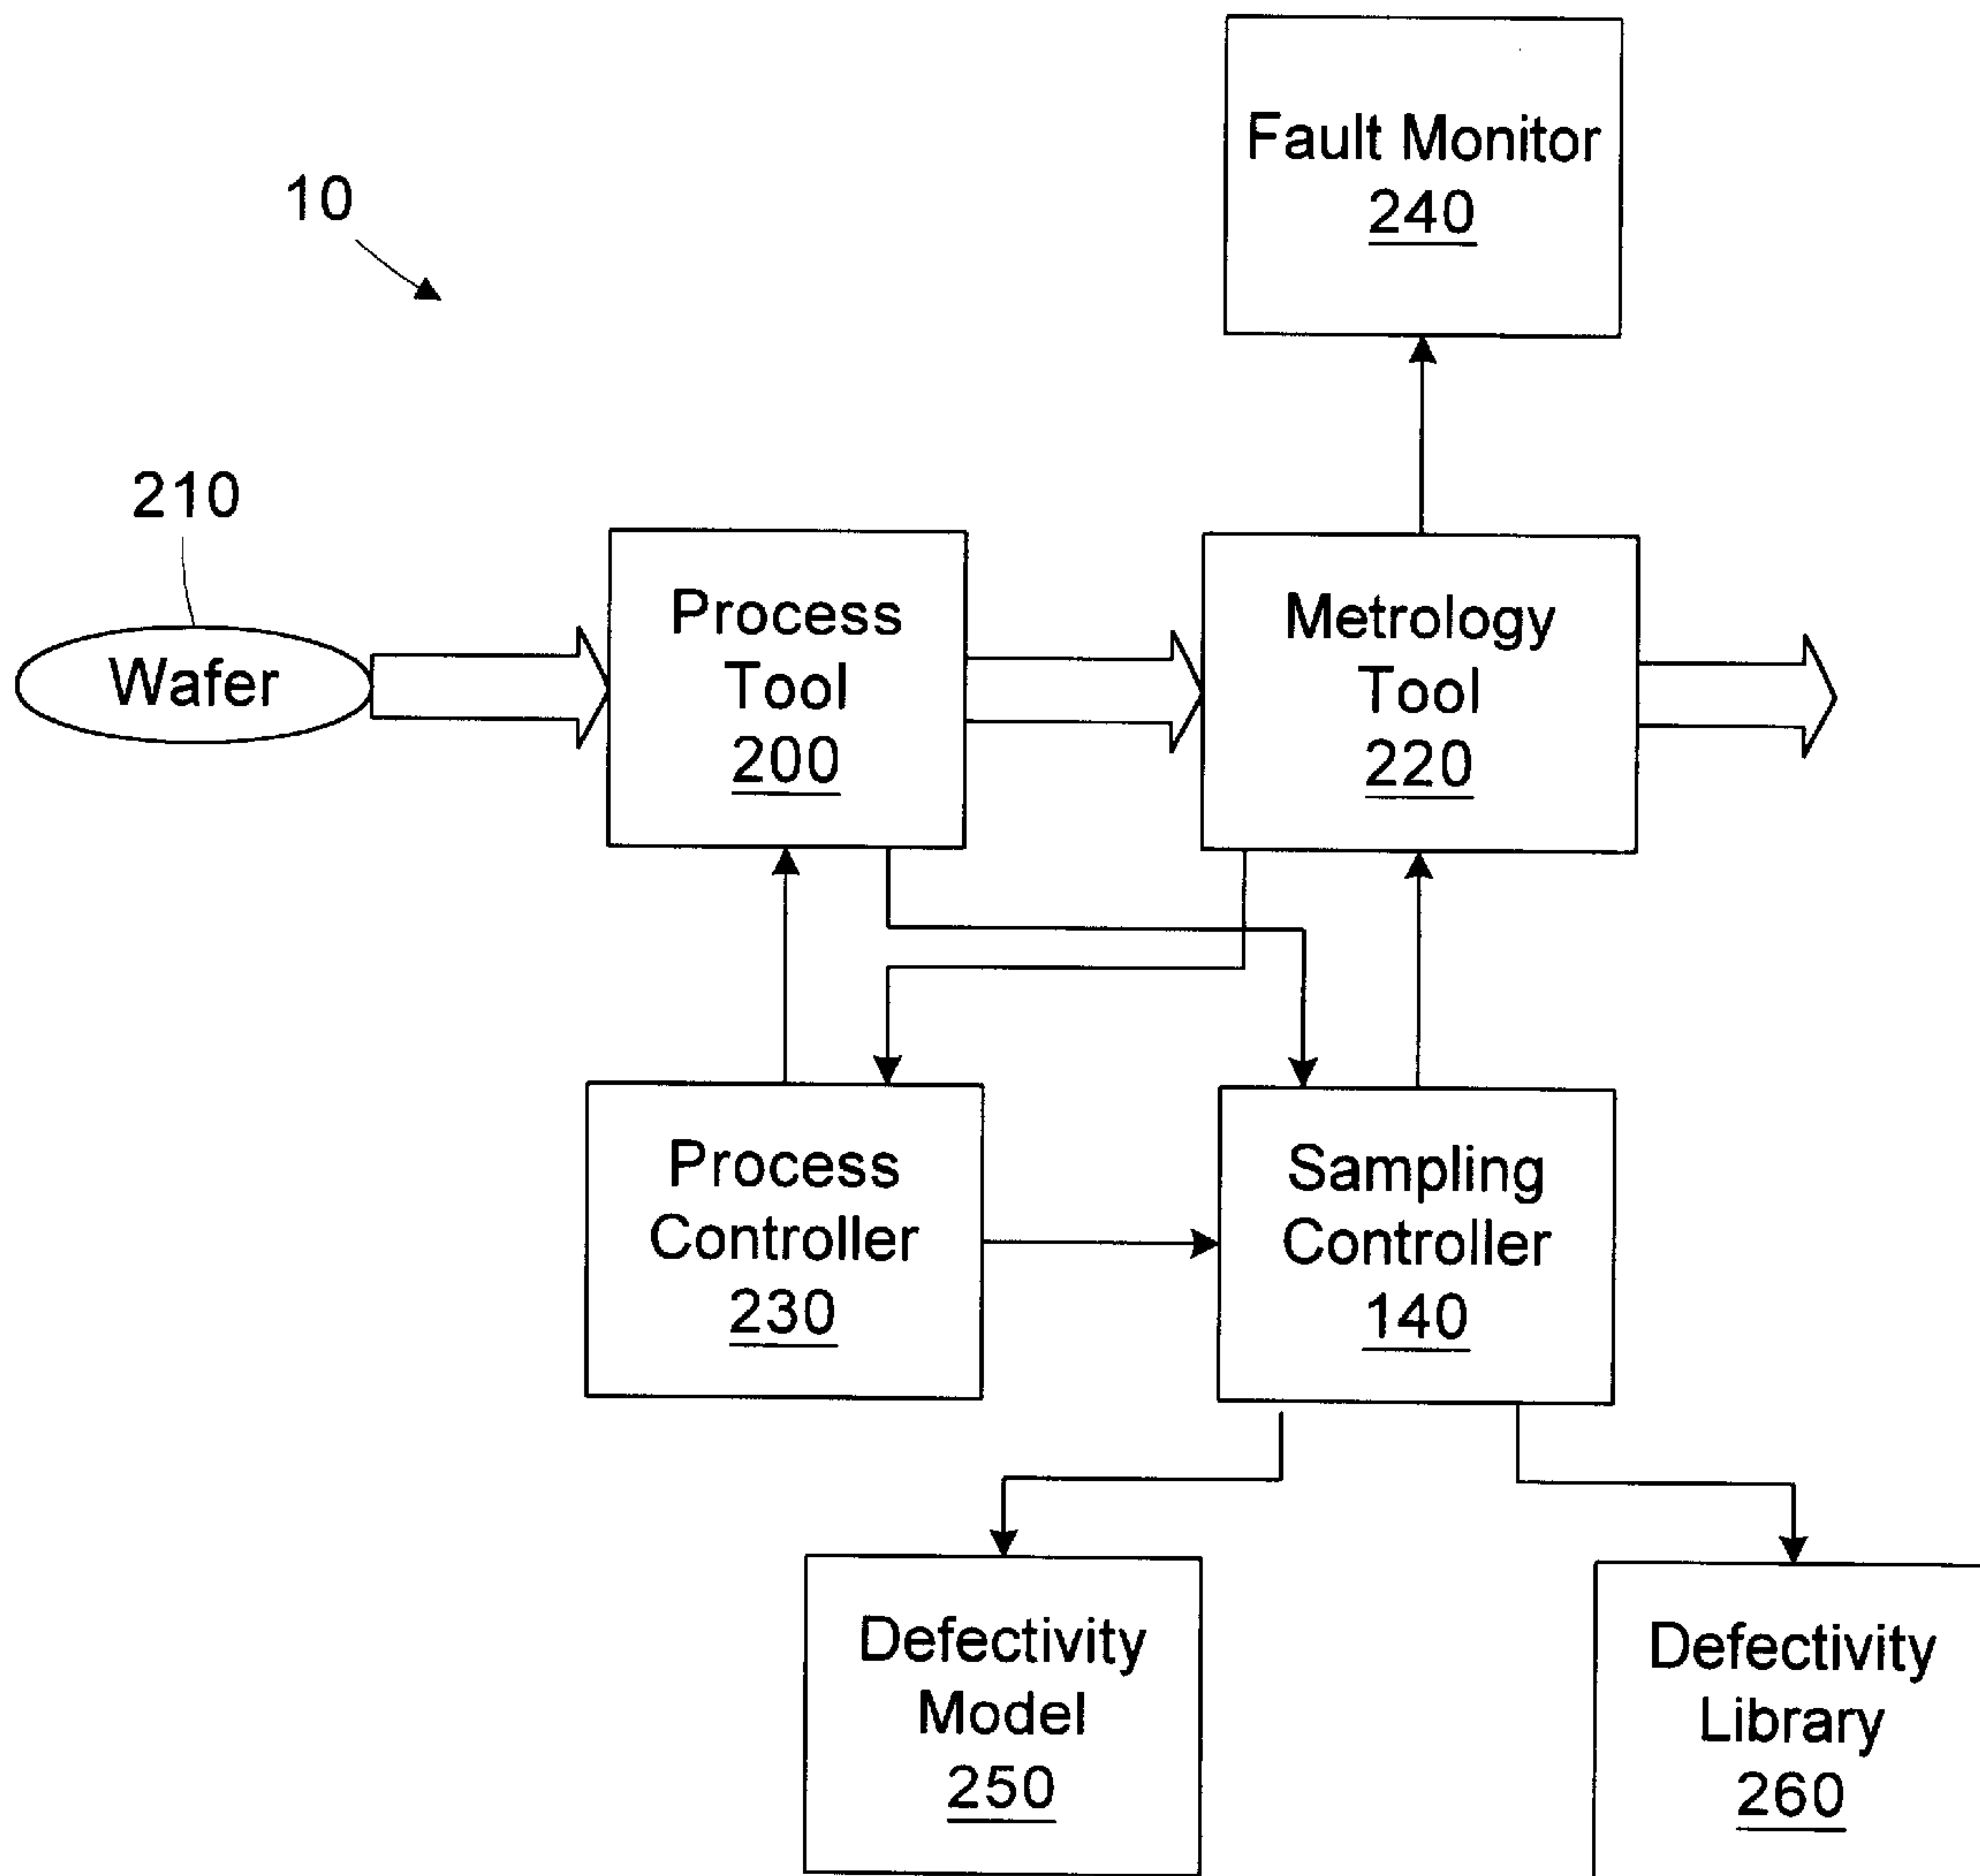 Fault Monitor
240
10
210
Wafer
Process
Tool
200
Metrology
Tool
220
Process
Controller
230
Sampling
Controller
140
Defectivity
Model
250
Defectivity
Library
260